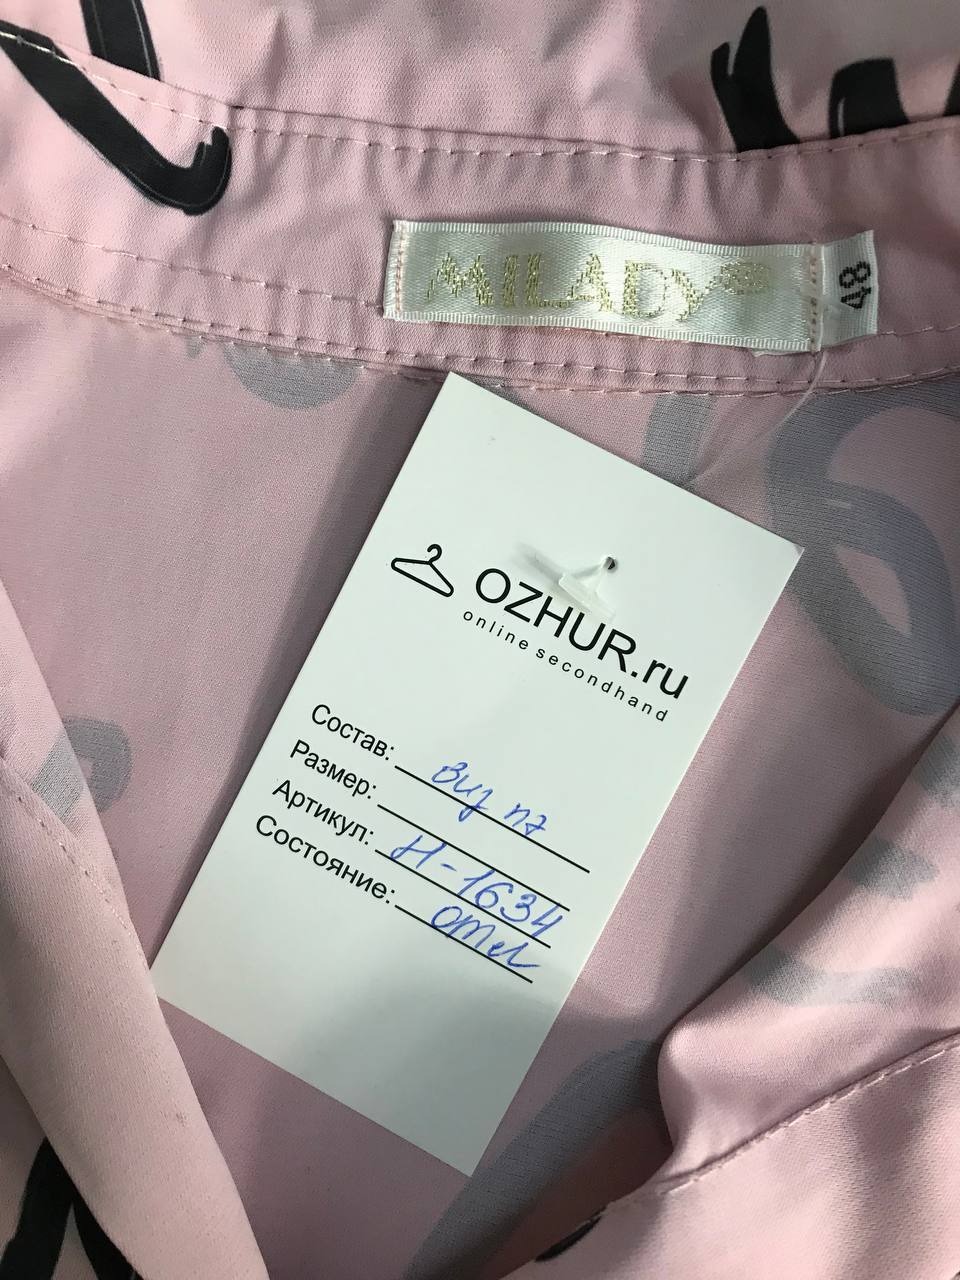 MILADY
48
OZHUR.ru
online secondhand
Состав:
Размер:
Артикул: Н-1634
Состояние: отл